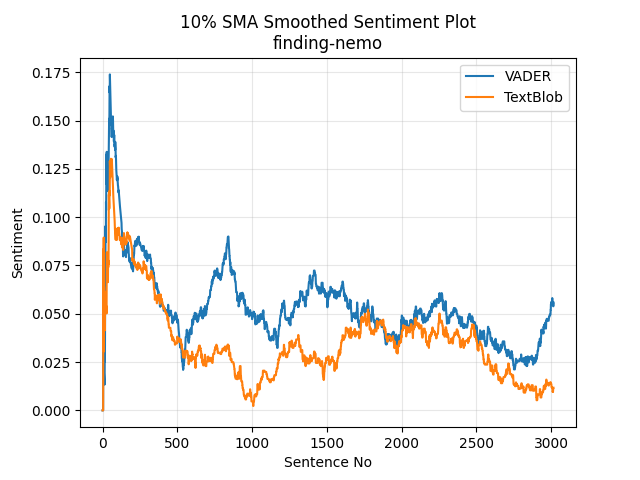 10% SMA Smoothed Sentiment Plot
finding-nemo
VADER
TextBlob
Sentiment
0.175
0.150
0.125
0.100
0.075
0.050
0.025
0.000
0
500
1000
1500
2000
2500
3000
Sentence No